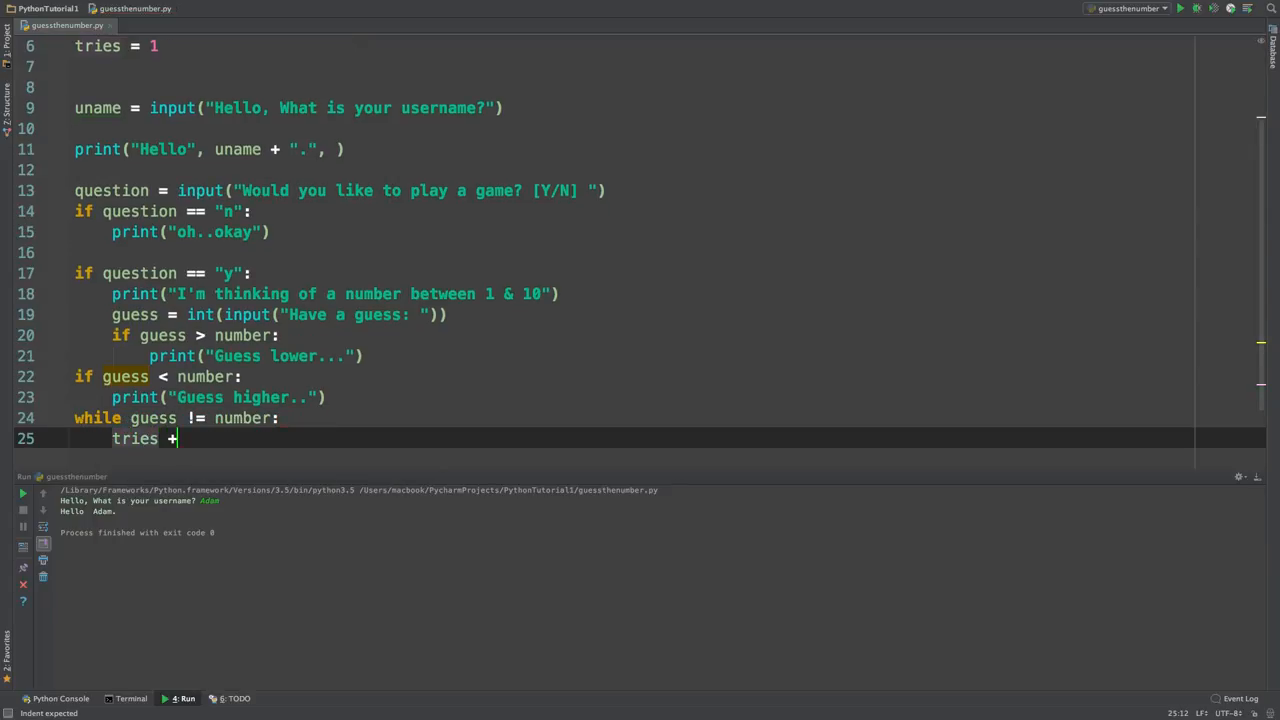 PythonTutorial1 guessthenumber.py guessthenumber
guessthenumber.py
1: Project
Z: Structure
2: Favorites
Database
6 tries = 1
7
8
9 uname = input("Hello, What is your username?")
10
11 print("Hello", uname + ".", )
12
13 question = input("Would you like to play a game? [Y/N] ")
14 if question == "n":
15 print("oh..okay")
16
17 if question == "y":
18 print("I'm thinking of a number between 1 & 10")
19 guess = int(input("Have a guess: "))
20 if guess > number:
21 print("Guess lower...")
22 if guess < number:
23 print("Guess higher..")
24 while guess != number:
25 tries +
Run guessthenumber
/Library/Frameworks/Python.framework/Versions/3.5/bin/python3.5 /Users/macbook/PycharmProjects/PythonTutorial1/guessthenumber.py
Hello, What is your username? Adam
Hello  Adam.
Process finished with exit code 0
Python Console Terminal 4: Run 6: TODO Event Log
Indent expected 25:12 LF÷ UTF-8÷